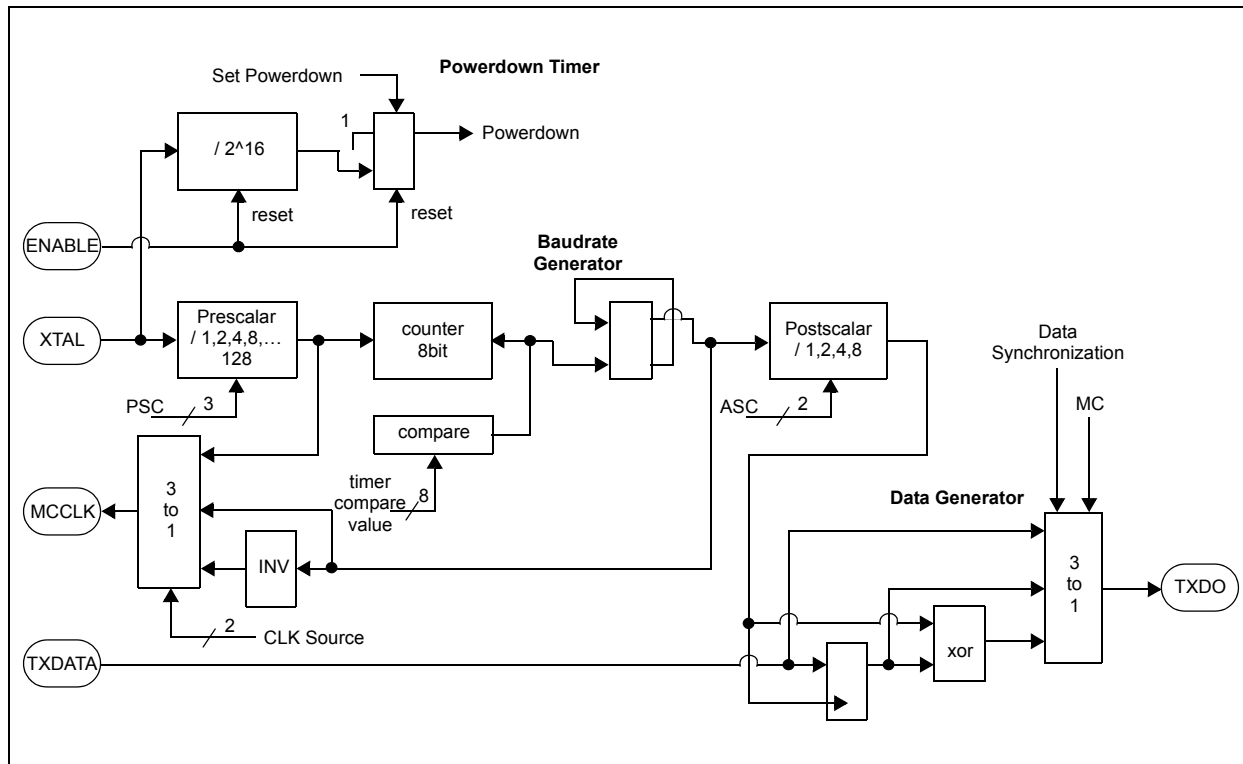 Set Powerdown
Powerdown Timer
1
Powerdown
/ 2^16
reset
reset
ENABLE
Baudrate
Generator
XTAL
Prescalar
/ 1,2,4,8,…
128
counter
8bit
Postscalar
/ 1,2,4,8
Data
Synchronization
PSC
3
ASC
2
MC
compare
timer
compare
value
8
3
to
1
MCCLK
INV
Data Generator
3
to
1
TXDO
2
CLK Source
TXDATA
xor